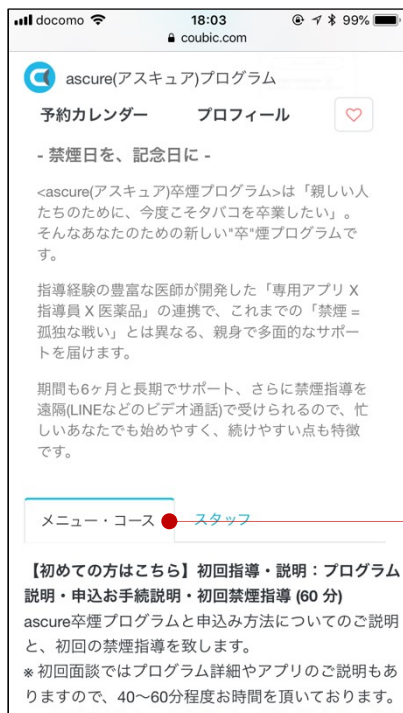 docomo 18:03 99%
coubic.com
ascure(アスキュア)プログラム
予約カレンダー プロフィール
- 禁煙日を、記念日に -
<ascure(アスキュア)卒煙プログラム>は「親しい人
たちのために、今度こそタバコを卒業したい」。
そんなあなたのための新しい"卒"煙プログラムで
す。
指導経験の豊富な医師が開発した「専用アプリ X
指導員 X 医薬品」の連携で、これまでの「禁煙 =
孤独な戦い」とは異なる、親身で多面的なサポー
トを届けます。
期間も6ヶ月と長期でサポート、さらに禁煙指導を
遠隔(LINEなどのビデオ通話)で受けられるので、忙
しいあなたでも始めやすく、続けやすい点も特徴
です。
メニュー・コース スタッフ
【初めての方はこちら】初回指導・説明：プログラム
説明・申込お手続説明・初回禁煙指導 (60 分)
ascure卒煙プログラムと申込み方法についてのご説明
と、初回の禁煙指導を致します。
※ 初回面談ではプログラム詳細やアプリのご説明もあ
りますので、40〜60分程度お時間を頂いております。